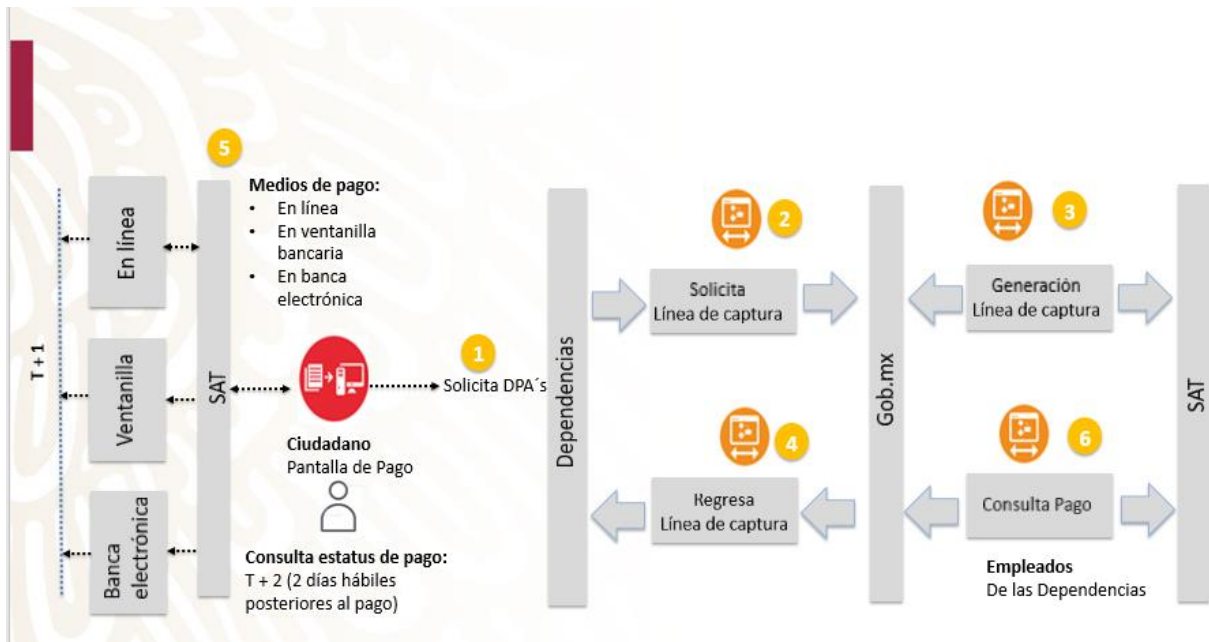 5
Medios de pago:
• En línea
• En ventanilla
bancaria
• En banca
electrónica
T + 1
En línea
Ventanilla
Banca
electrónica
SAT
Ciudadano
Pantalla de Pago
Consulta estatus de pago:
T + 2 (2 días hábiles
posteriores al pago)
1
Solicita DPA´s
Dependencias
2
Solicita
Línea de captura
4
Regresa
Línea de captura
Gob.mx
3
Generación
Línea de captura
6
Consulta Pago
Empleados
De las Dependencias
SAT